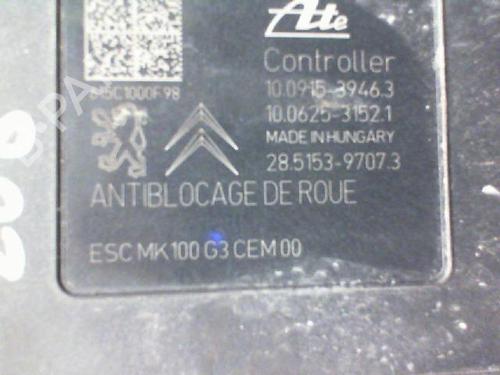 Ate
Controller
615C1000F98
10.0915-3946.3
10.0625-3152.1
MADE IN HUNGARY
28.5153-9707.3
ANTIBLOCAGE DE ROUE
ESC MK100 G3 CEM 00